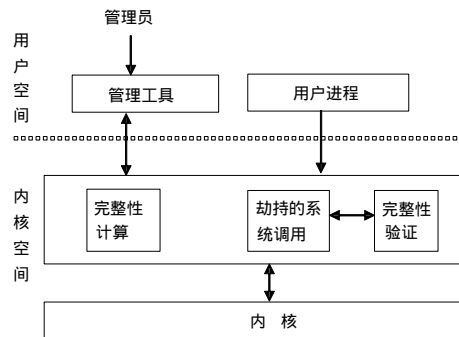 管理员
用户空间
管理工具
用户进程
内核空间
完整性
计算
劫持的系
统调用
完整性
验证
内 核